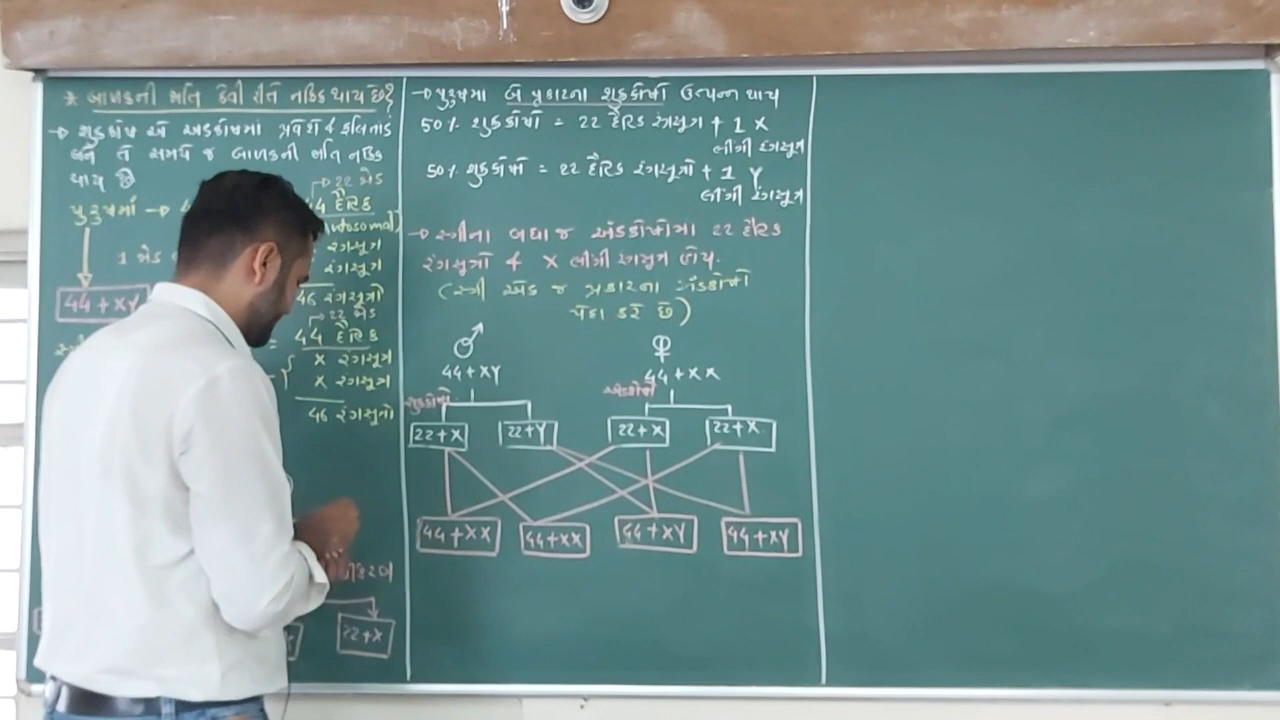 * બાળકની જાતિ કેવી રીતે નક્કિ થાય છે?
→ શુક્રકોષ એ અંડકોષમાં પ્રવેશે
બને તે સમયે જ બાળકની જાતિ નક્કિ
થાય છે
→ 22 જોડ
પુરુષમાં → 44 દૈહિક
રંગસૂત્ર
1 જોડ
રંગસૂત્ર
44 + XY
46 રંગસૂત્રો
→ 22 જોડ
= 44 દૈહિક
X રંગસૂત્ર
X રંગસૂત્ર
46 રંગસૂત્રો
22+X
→ પુરુષમાં બે પ્રકારના શુક્રકોષો ઉત્પન્ન થાય
50% શુક્રકોષો = 22 દૈહિક રંગસૂત્ર + 1 X
લીંગી રંગસૂત્ર
50% શુક્રકોષો = 22 દૈહિક રંગસૂત્રો + 1 Y
લીંગી રંગસૂત્ર
→ સ્ત્રીના બધા જ અંડકોષોમાં 22 દૈહિક
રંગસૂત્રો & X લીંગી રંગસૂત્ર હોય.
(સ્ત્રી એક જ પ્રકારના અંડકોષો
પેદા કરે છે)
♂ ♀
44+XY 44+XX
શુક્રકોષો અંડકોષો
22+X 22+Y 22+X 22+X
44+XX 44+XX 44+XY 44+XY